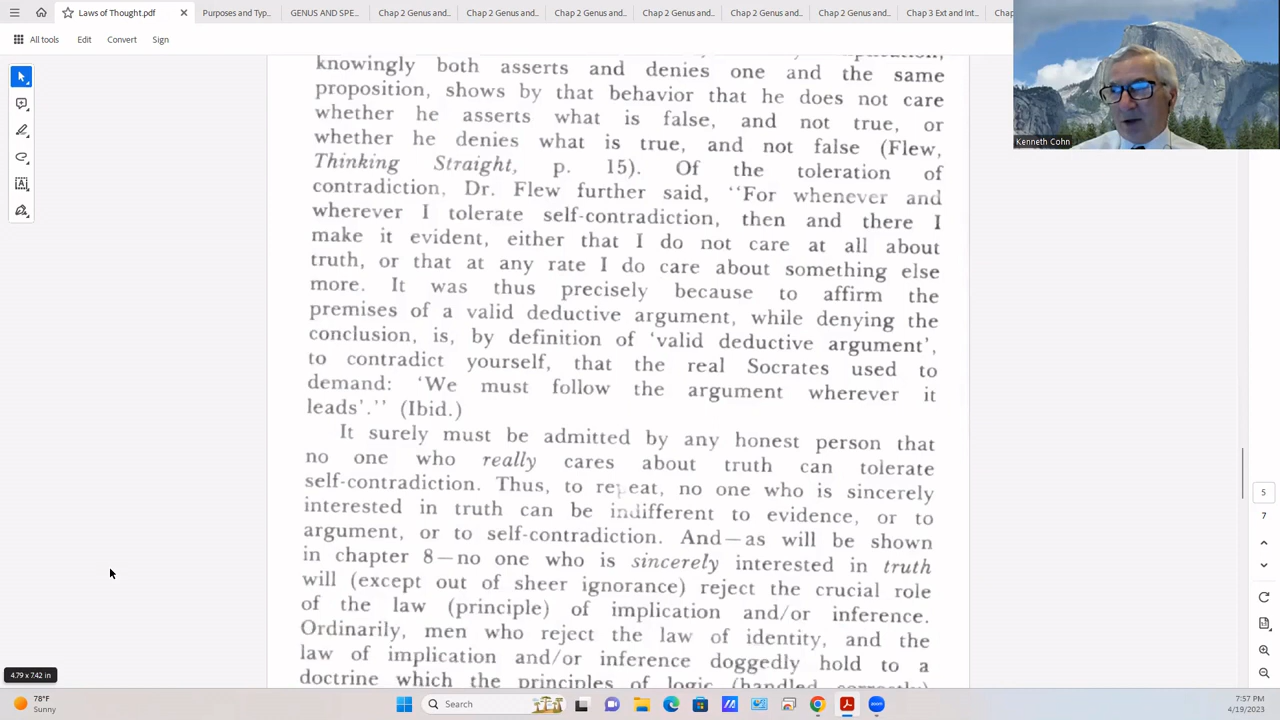 Laws of Thought.pdf
Purposes and Typ...
GENUS AND SPE...
Chap 2 Genus and...
Chap 2 Genus and...
Chap 2 Genus and...
Chap 2 Genus and...
Chap 2 Genus and...
Chap 2 Genus and...
Chap 3 Ext and Int...
All tools
Edit
Convert
Sign
Kenneth Cohn
knowingly both asserts and denies one and the same
proposition, shows by that behavior that he does not care
whether he asserts what is false, and not true, or
whether he denies what is true, and not false (Flew,
Thinking Straight, p. 15). Of the toleration of
contradiction, Dr. Flew further said, ‘‘For whenever and
wherever I tolerate self-contradiction, then and there I
make it evident, either that I do not care at all about
truth, or that at any rate I do care about something else
more. It was thus precisely because to affirm the
premises of a valid deductive argument, while denying the
conclusion, is, by definition of ‘valid deductive argument’,
to contradict yourself, that the real Socrates used to
demand: ‘We must follow the argument wherever it
leads’.’’ (Ibid.)
It surely must be admitted by any honest person that
no one who really cares about truth can tolerate
self-contradiction. Thus, to repeat, no one who is sincerely
interested in truth can be indifferent to evidence, or to
argument, or to self-contradiction. And—as will be shown
in chapter 8—no one who is sincerely interested in truth
will (except out of sheer ignorance) reject the crucial role
of the law (principle) of implication and/or inference.
Ordinarily, men who reject the law of identity, and the
law of implication and/or inference doggedly hold to a
doctrine which the principles of logic (handled correctly)
5
7
4.79 x 7.42 in
78°F
Sunny
Search
7:57 PM
4/19/2023